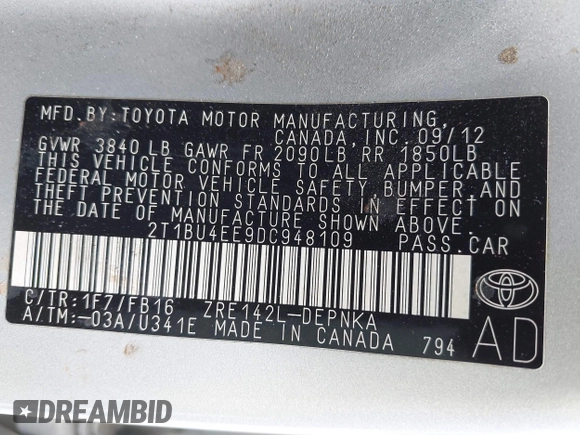 MFD. BY: TOYOTA MOTOR MANUFACTURING,
CANADA, INC. 09/12
GVWR 3840 LB GAWR FR 2090LB RR 1850LB
THIS VEHICLE CONFORMS TO ALL APPLICABLE
FEDERAL MOTOR VEHICLE SAFETY, BUMPER, AND
THEFT PREVENTION STANDARDS IN EFFECT ON
THE DATE OF MANUFACTURE SHOWN ABOVE.
2T1BU4EE9DC948109 PASS.CAR
C/TR: 1F7/FB16 ZRE142L-DEPNKA
A/TM: -03A/U341E MADE IN CANADA 794
AD
DREAMBID